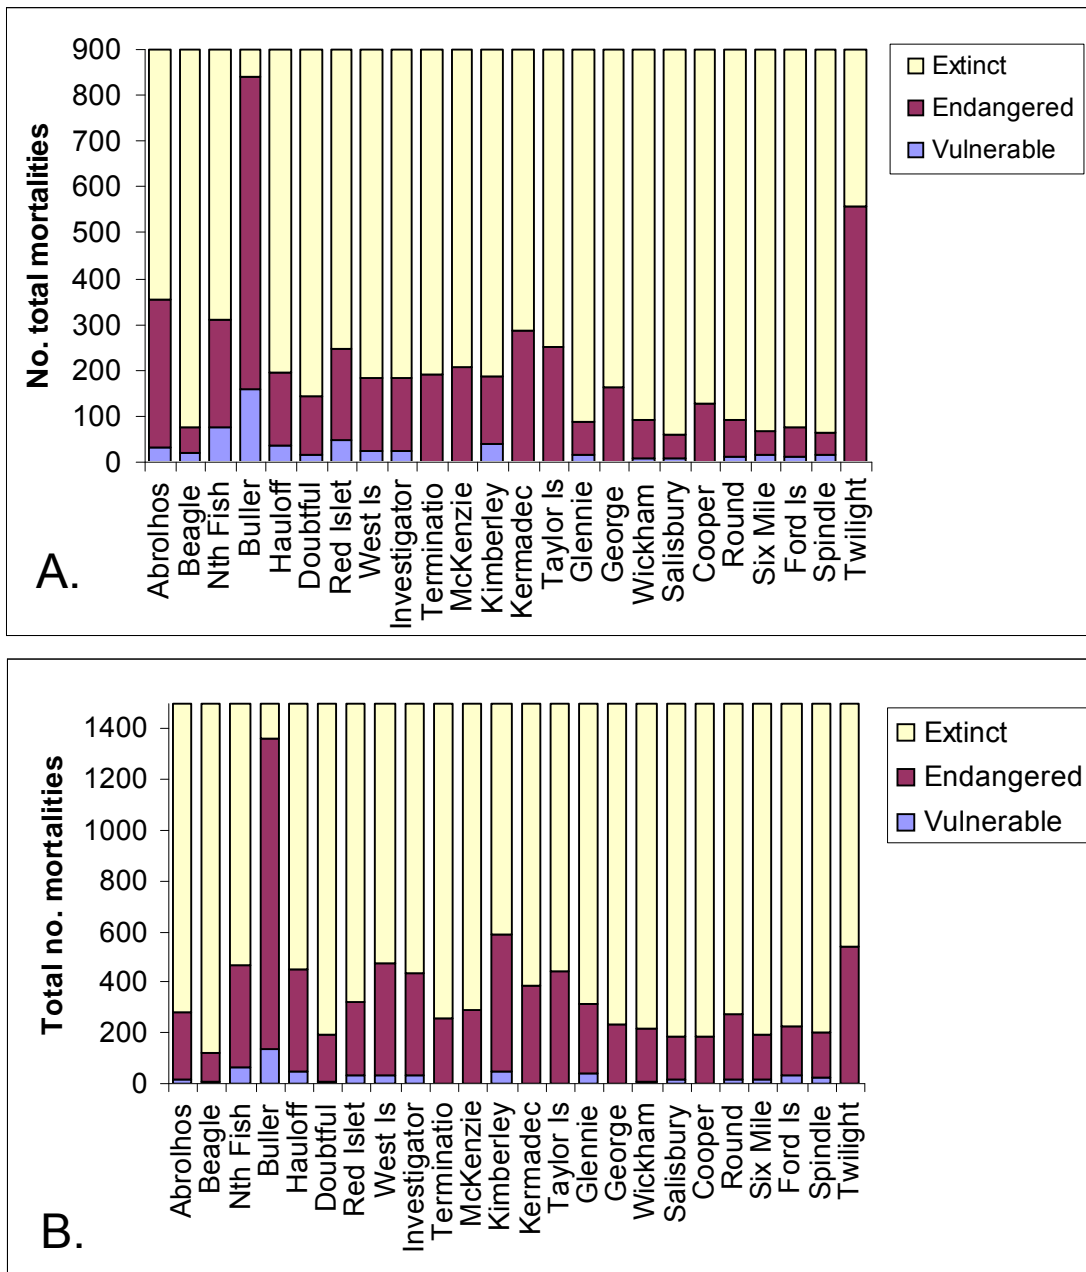 No. total mortalities
900
800
700
600
500
400
300
200
100
0
Extinct
Endangered
Vulnerable
Abrolhos
Beagle
Nth Fish
Buller
Hauloff
Doubtful
Red Islet
West Is
Investigator
Terminatio
McKenzie
Kimberley
Kermadec
Taylor Is
Glennie
George
Wickham
Salisbury
Cooper
Round
Six Mile
Ford Is
Spindle
Twilight
A.
Total no. mortalities
1400
1200
1000
800
600
400
200
0
Extinct
Endangered
Vulnerable
Abrolhos
Beagle
Nth Fish
Buller
Hauloff
Doubtful
Red Islet
West Is
Investigator
Terminatio
McKenzie
Kimberley
Kermadec
Taylor Is
Glennie
George
Wickham
Salisbury
Cooper
Round
Six Mile
Ford Is
Spindle
Twilight
B.